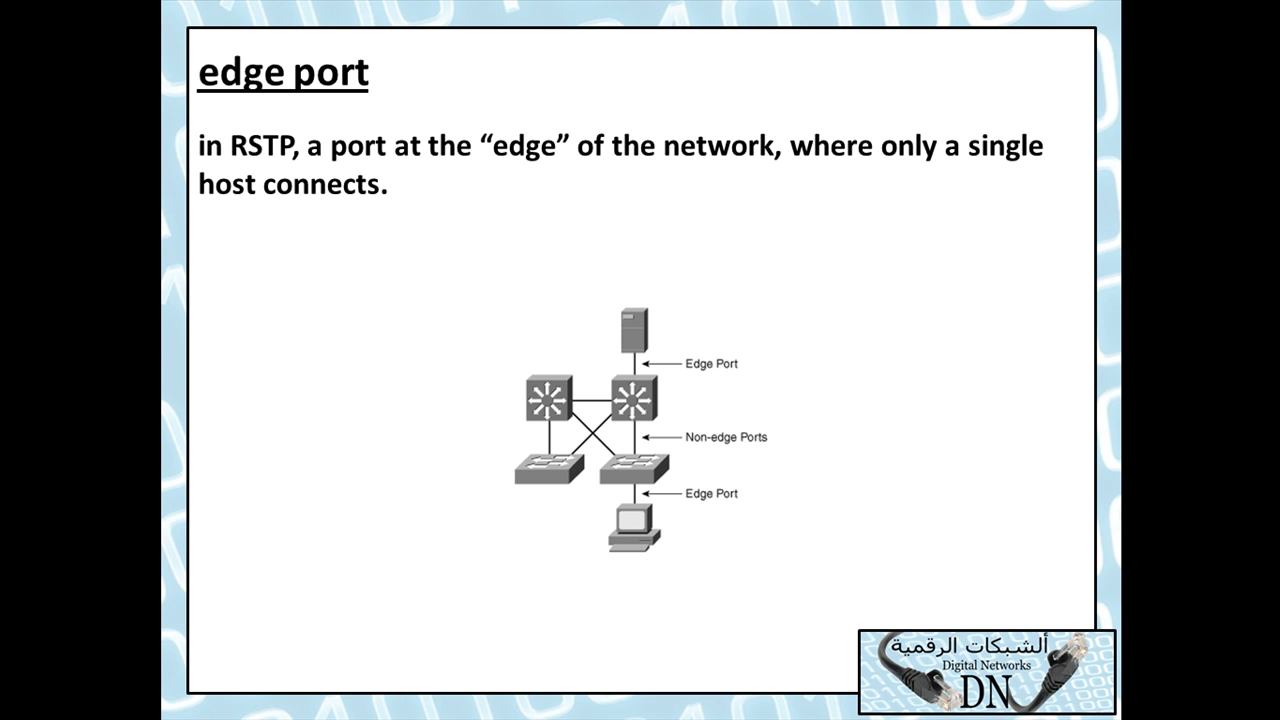 edge port
in RSTP, a port at the “edge” of the network, where only a single
host connects.
Edge Port
Non-edge Ports
Edge Port
ألشبكات الرقمية
Digital Networks
DN